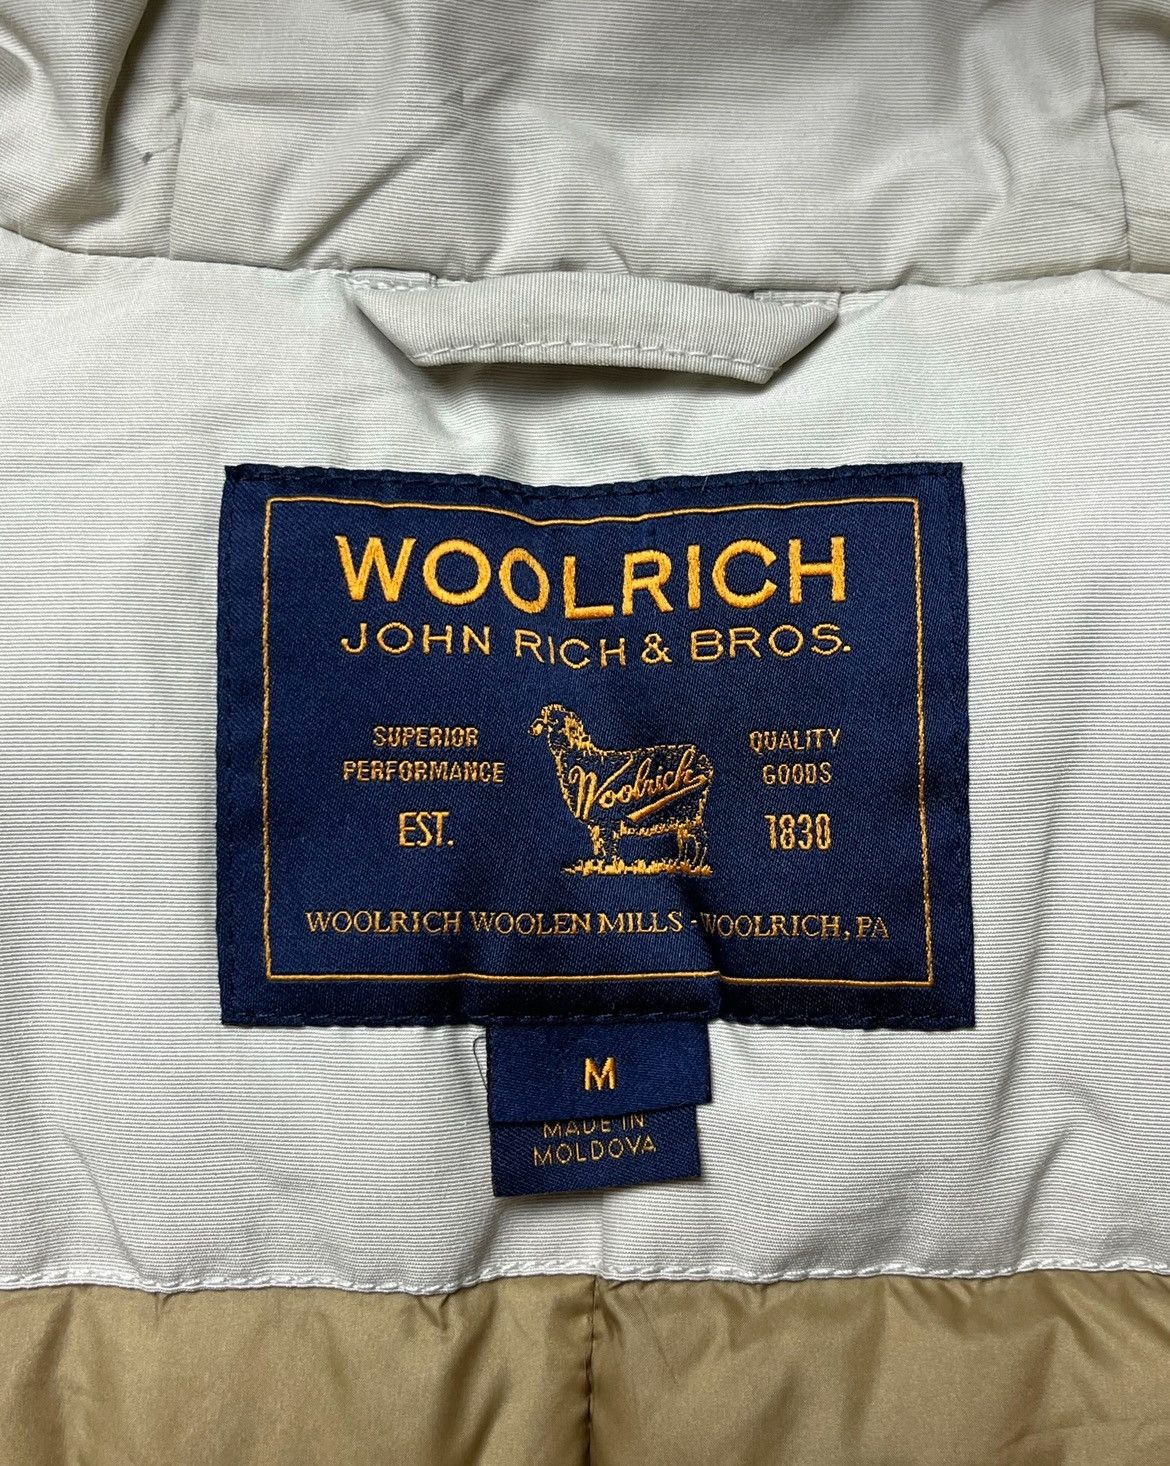 WOOLRICH
JOHN RICH & BROS.
SUPERIOR
PERFORMANCE
EST.
Woolrich
QUALITY
GOODS
1830
WOOLRICH WOOLEN MILLS - WOOLRICH, PA
M
MADE IN
MOLDOVA